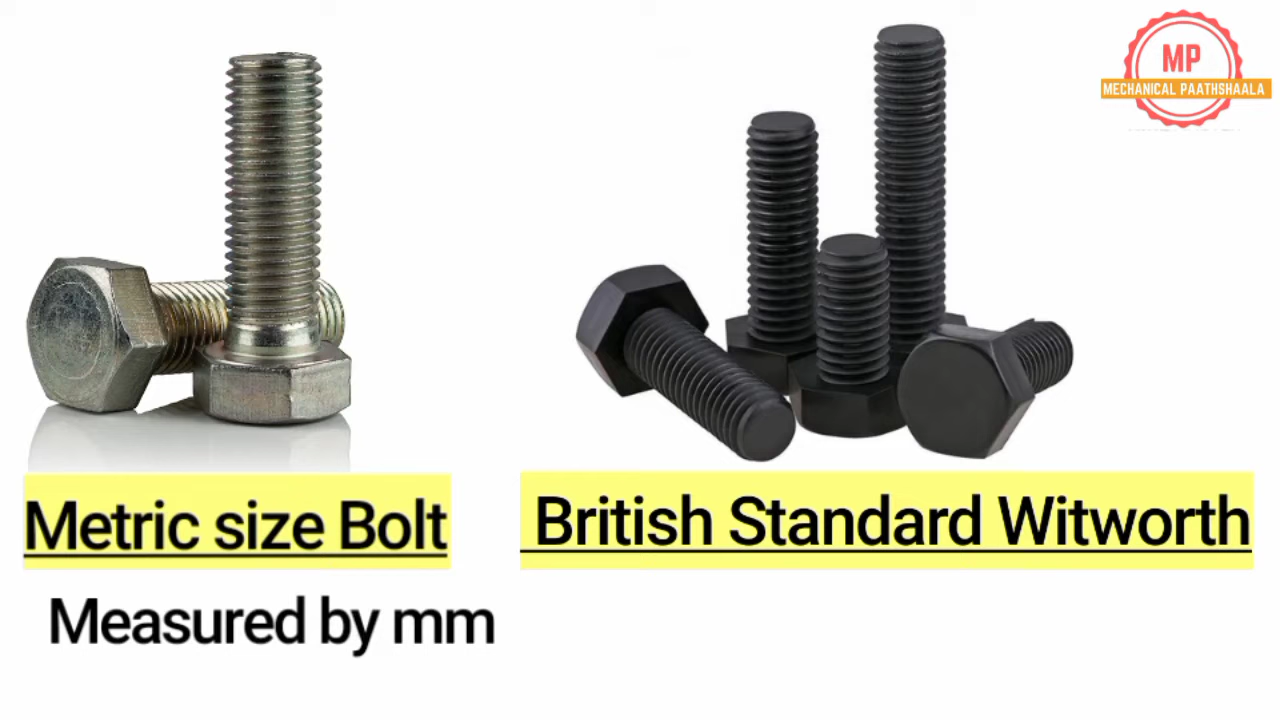 MP
MECHANICAL PAATHSHAALA
Metric size Bolt
British Standard Witworth
Measured by mm